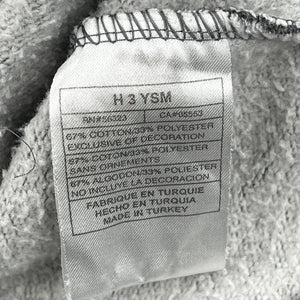 H 3 YSM
RN#56323 CA#05553
67% COTTON/33% POLYESTER
EXCLUSIVE OF DECORATION
67% COTON/33% POLYESTER
SANS ORNEMENTS
67% ALGODON/33% POLIESTER
NO INCLUYE LA DECORACION
FABRIQUE EN TURQUIE
HECHO EN TURQUIA
MADE IN TURKEY